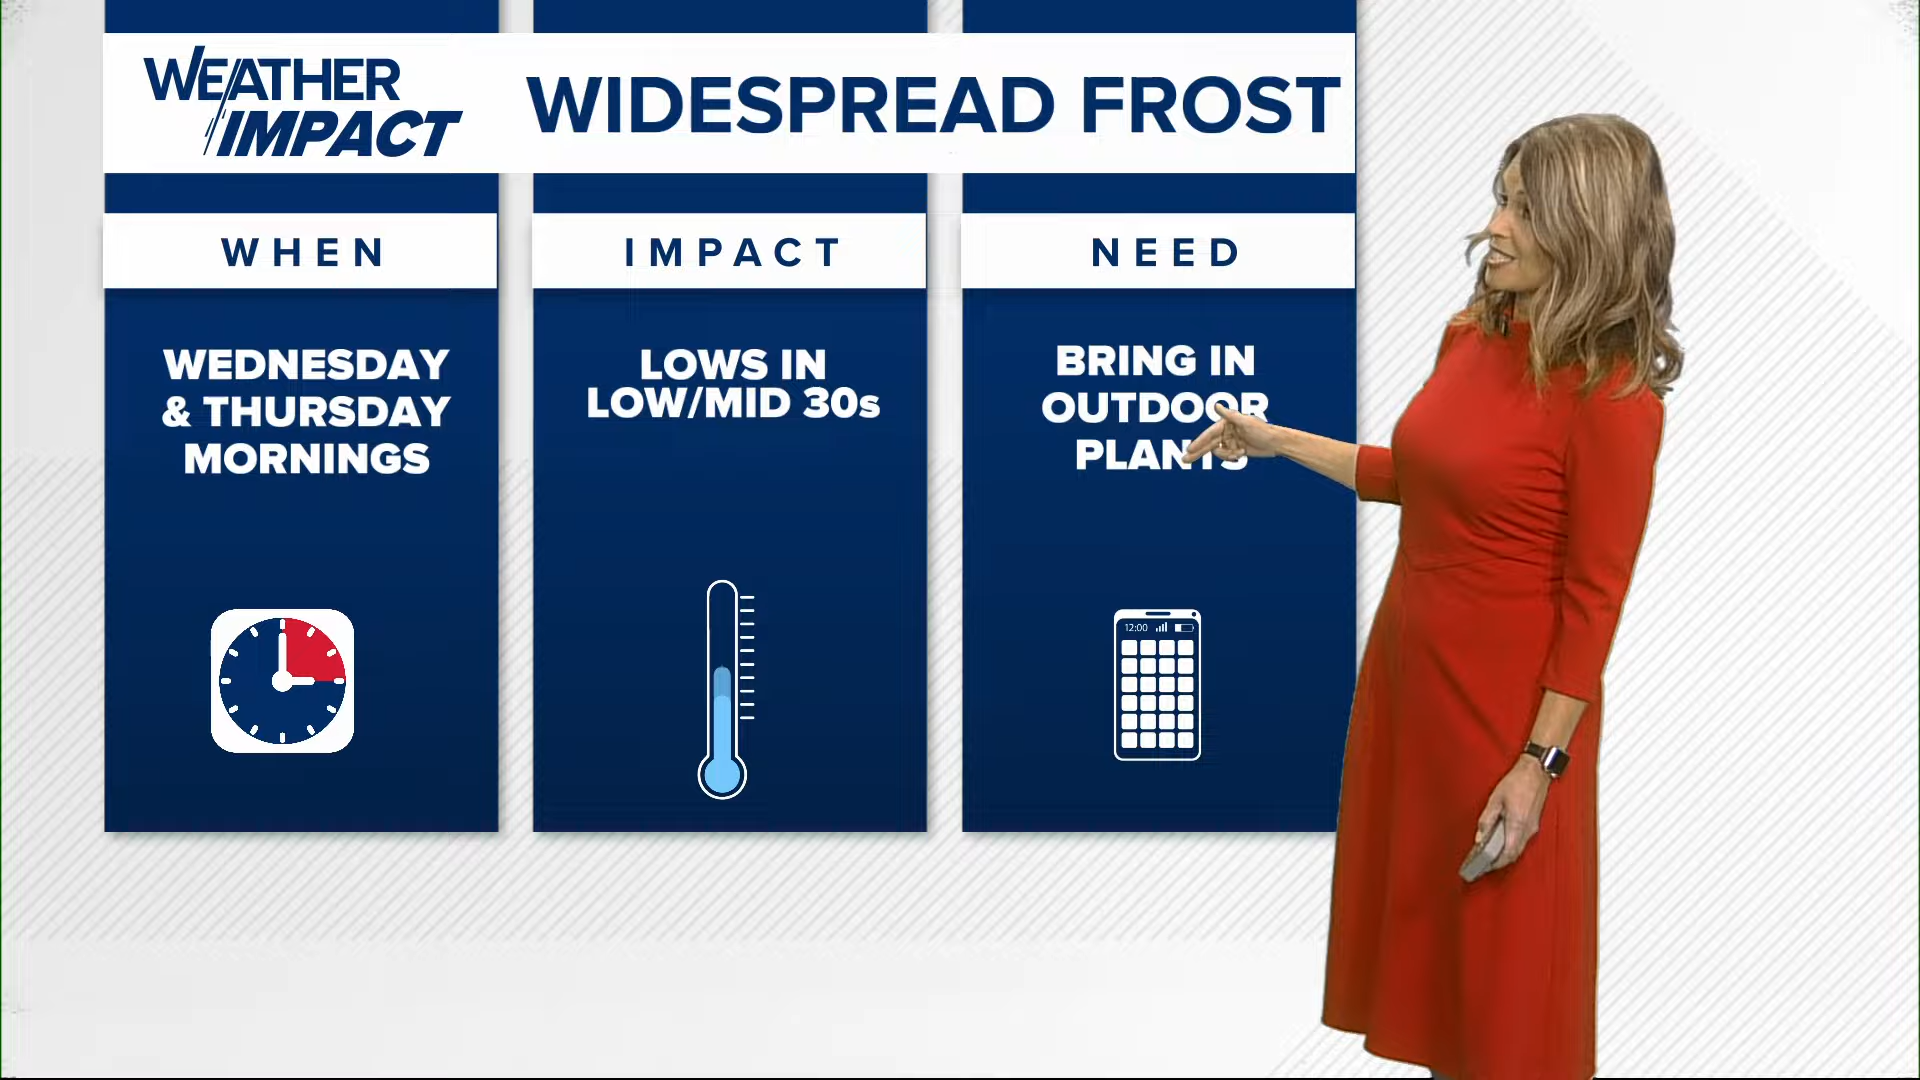 WEATHER
IMPACT
WIDESPREAD FROST
WHEN
WEDNESDAY
& THURSDAY
MORNINGS
IMPACT
LOWS IN
LOW/MID 30s
NEED
BRING IN
OUTDOOR
PLANTS
12:00